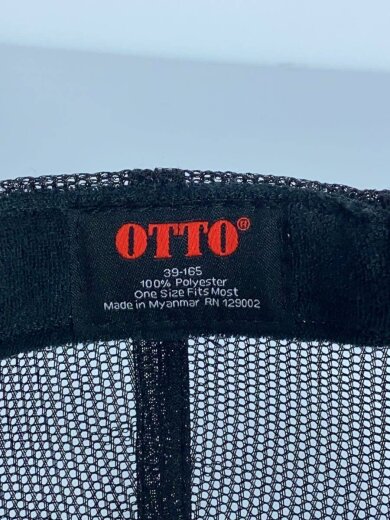 OTTO®
39-165
100% Polyester
One Size Fits Most
Made in Myanmar RN 129002